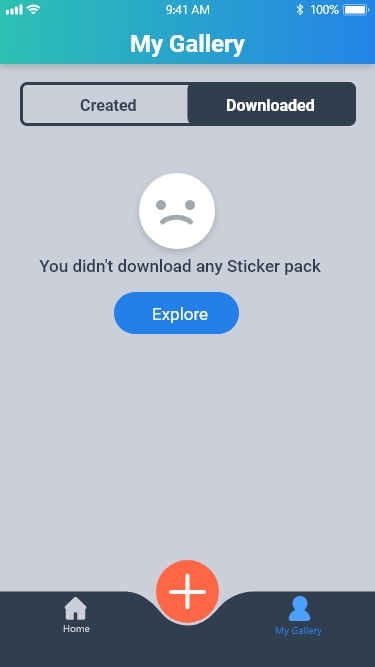 9:41 AM 100%
My Gallery
Created Downloaded
You didn't download any Sticker pack
Explore
Home My Gallery